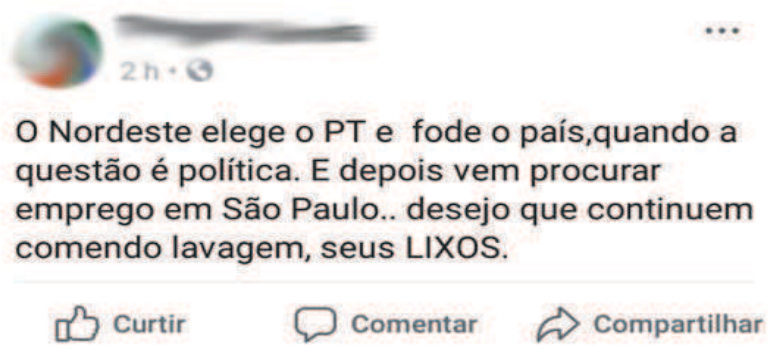 2 h •
O Nordeste elege o PT e fode o país,quando a
questão é política. E depois vem procurar
emprego em São Paulo.. desejo que continuem
comendo lavagem, seus LIXOS.
Curtir Comentar Compartilhar